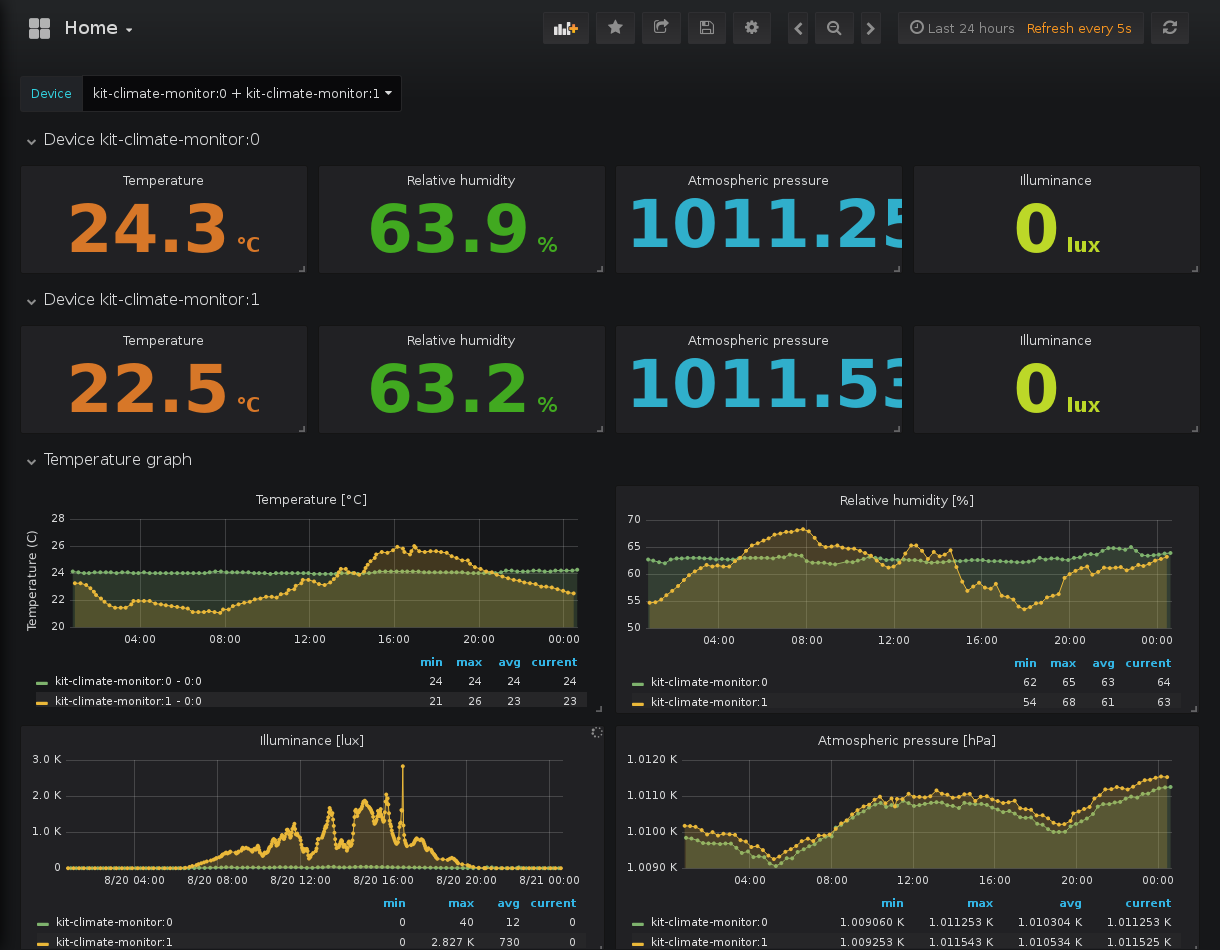 Home
Last 24 hours Refresh every 5s
Device kit-climate-monitor:0 + kit-climate-monitor:1
Device kit-climate-monitor:0
Temperature Relative humidity Atmospheric pressure Illuminance
24.3 °C 63.9 % 1011.25 0 lux
Device kit-climate-monitor:1
Temperature Relative humidity Atmospheric pressure Illuminance
22.5 °C 63.2 % 1011.53 0 lux
Temperature graph
Temperature [°C]
Temperature (C)
28
26
24
22
20
04:00 08:00 12:00 16:00 20:00 00:00
min max avg current
kit-climate-monitor:0 - 0:0 24 24 24 24
kit-climate-monitor:1 - 0:0 21 26 23 23
Relative humidity [%]
70
65
60
55
50
04:00 08:00 12:00 16:00 20:00 00:00
min max avg current
kit-climate-monitor:0 62 65 63 64
kit-climate-monitor:1 54 68 61 63
Illuminance [lux]
3.0 K
2.0 K
1.0 K
0
8/20 04:00 8/20 08:00 8/20 12:00 8/20 16:00 8/20 20:00 8/21 00:00
min max avg current
kit-climate-monitor:0 0 40 12 0
kit-climate-monitor:1 0 2.827 K 730 0
Atmospheric pressure [hPa]
1.0120 K
1.0110 K
1.0100 K
1.0090 K
04:00 08:00 12:00 16:00 20:00 00:00
min max avg current
kit-climate-monitor:0 1.009060 K 1.011253 K 1.010304 K 1.011253 K
kit-climate-monitor:1 1.009253 K 1.011543 K 1.010534 K 1.011525 K